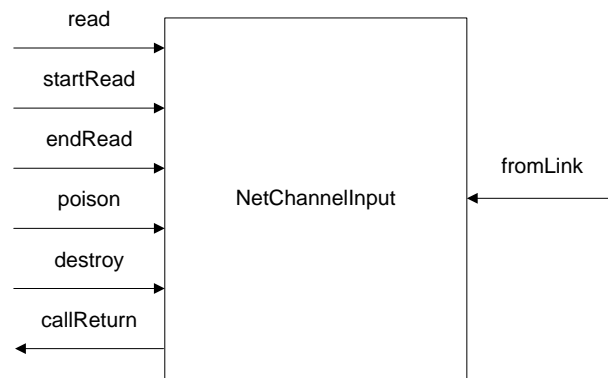 read
startRead
endRead
fromLink
poison
NetChannelInput
destroy
callReturn